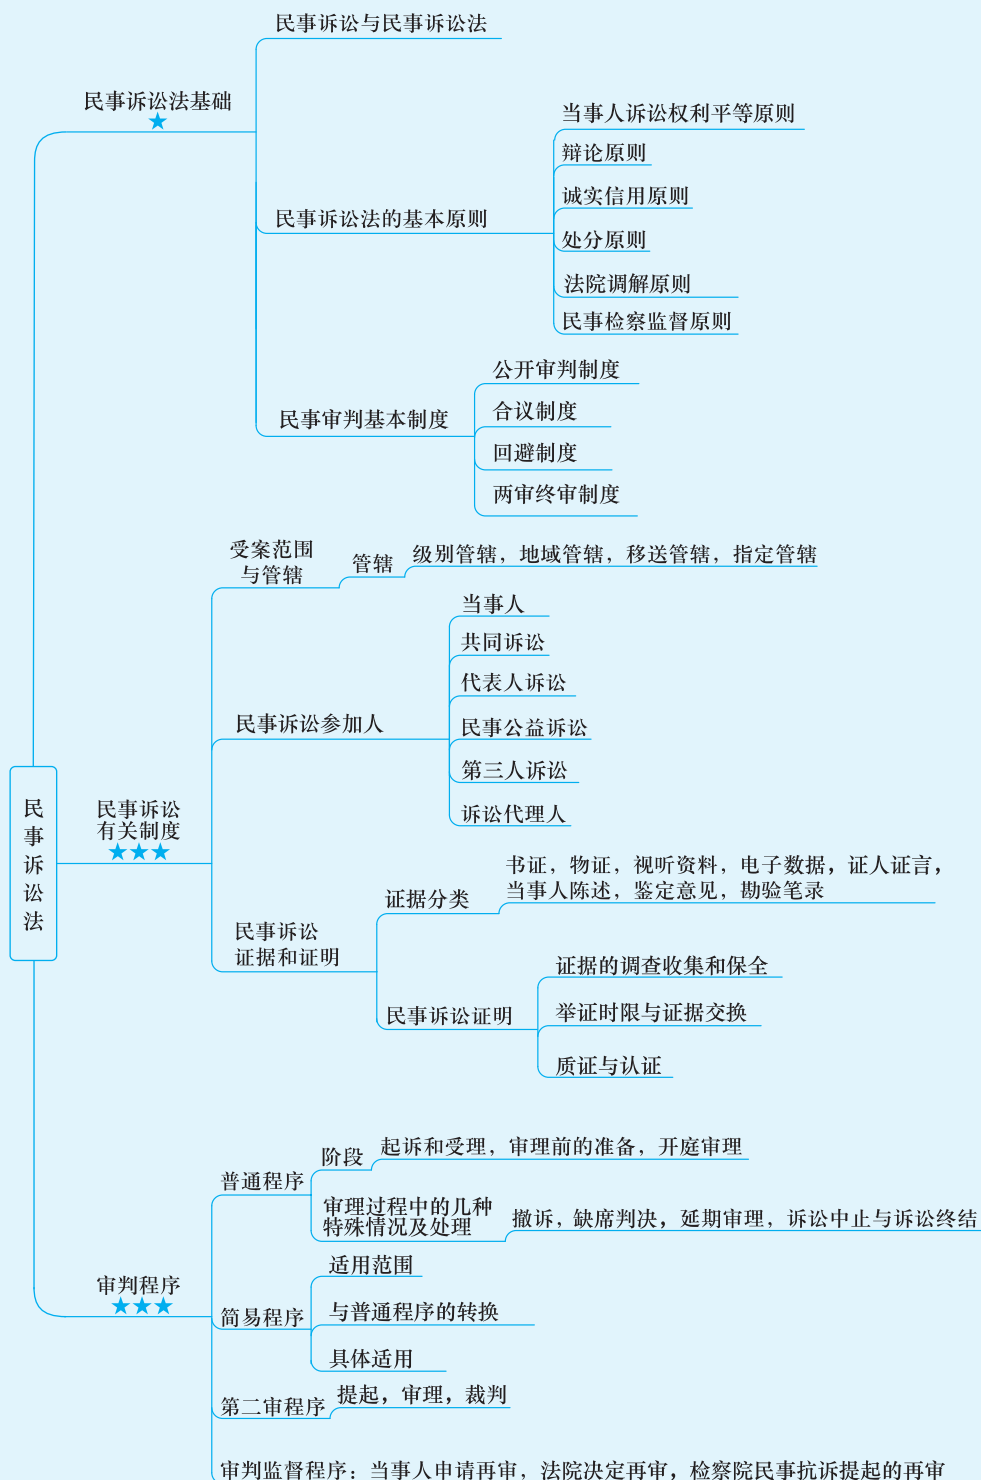 民事诉讼法
民事诉讼法基础
★
民事诉讼与民事诉讼法
民事诉讼法的基本原则
当事人诉讼权利平等原则
辩论原则
诚实信用原则
处分原则
法院调解原则
民事检察监督原则
民事审判基本制度
公开审判制度
合议制度
回避制度
两审终审制度
民事诉讼
有关制度
★★★
受案范围
与管辖
管辖
级别管辖，地域管辖，移送管辖，指定管辖
民事诉讼参加人
当事人
共同诉讼
代表人诉讼
民事公益诉讼
第三人诉讼
诉讼代理人
民事诉讼
证据和证明
证据分类
书证，物证，视听资料，电子数据，证人证言，
当事人陈述，鉴定意见，勘验笔录
民事诉讼证明
证据的调查收集和保全
举证时限与证据交换
质证与认证
审判程序
★★★
普通程序
阶段
起诉和受理，审理前的准备，开庭审理
审理过程中的几种
特殊情况及处理
撤诉，缺席判决，延期审理，诉讼中止与诉讼终结
简易程序
适用范围
与普通程序的转换
具体适用
第二审程序
提起，审理，裁判
审判监督程序：当事人申请再审，法院决定再审，检察院民事抗诉提起的再审